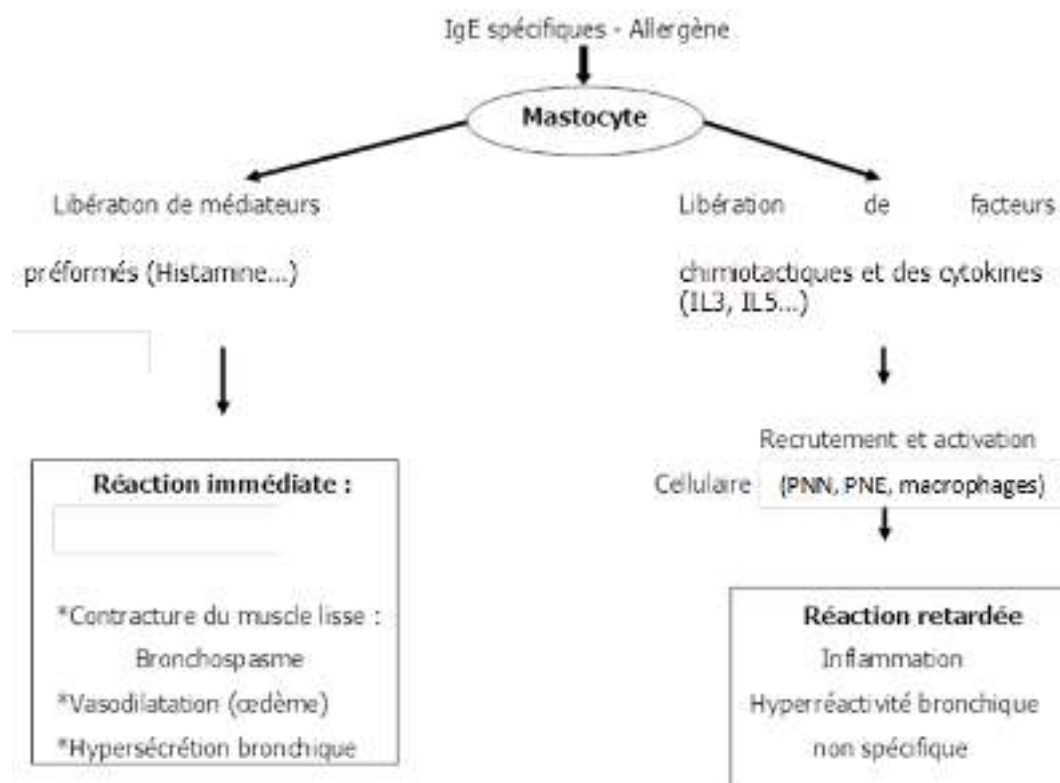 IgE spécifiques - Allergène
Mastocyte
Libération de médiateurs
préformés (Histamine...)
Libération de facteurs
chimiotactiques et des cytokines
(IL3, IL5...)
Recrutement et activation
Cellulaire (PNN, PNE, macrophages)
Réaction immédiate :
*Contracture du muscle lisse :
Bronchospasme
*Vasodilatation (œdème)
*Hypersécrétion bronchique
Réaction retardée
Inflammation
Hyperréactivité bronchique
non spécifique